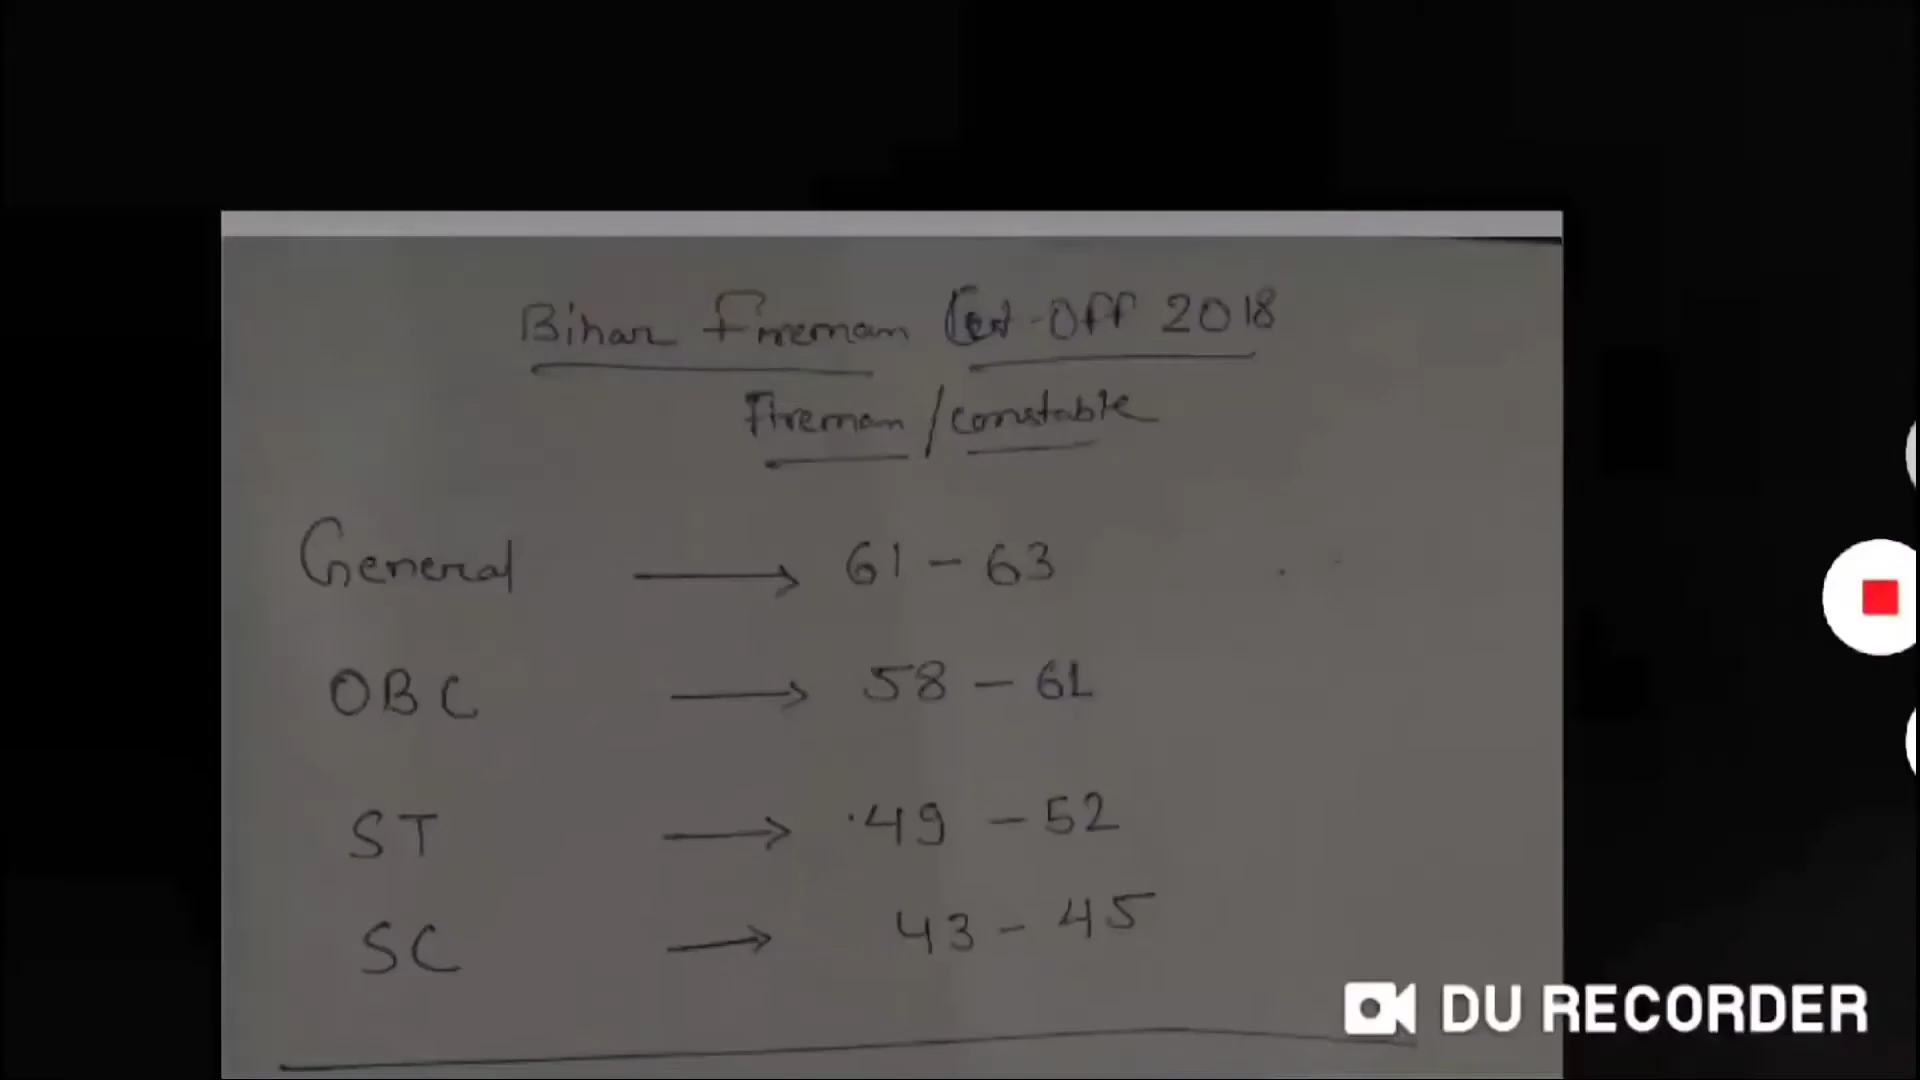 Bihar Fireman Cut-Off 2018
Fireman / constable
General → 61 - 63
OBC → 58 - 61
ST → 49 - 52
SC → 43 - 45
DU RECORDER